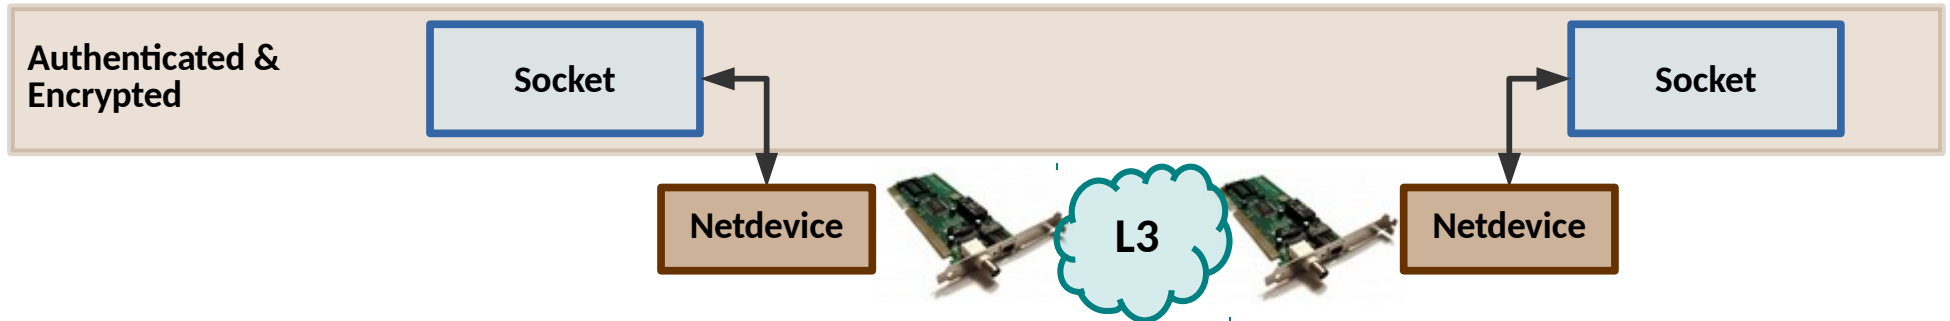 Authenticated &
Encrypted
Socket
Socket
Netdevice
L3
Netdevice